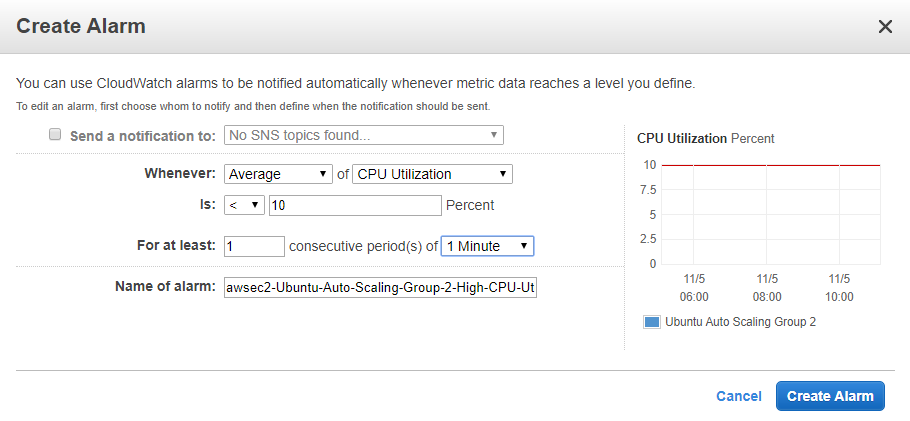 Create Alarm
You can use CloudWatch alarms to be notified automatically whenever metric data reaches a level you define.
To edit an alarm, first choose whom to notify and then define when the notification should be sent.
Send a notification to: No SNS topics found...
Whenever: Average of CPU Utilization
Is: < 10 Percent
For at least: 1 consecutive period(s) of 1 Minute
Name of alarm: awsec2-Ubuntu-Auto-Scaling-Group-2-High-CPU-Ut
CPU Utilization Percent
10
7.5
5
2.5
0
11/5 11/5 11/5
06:00 08:00 10:00
Ubuntu Auto Scaling Group 2
Cancel Create Alarm